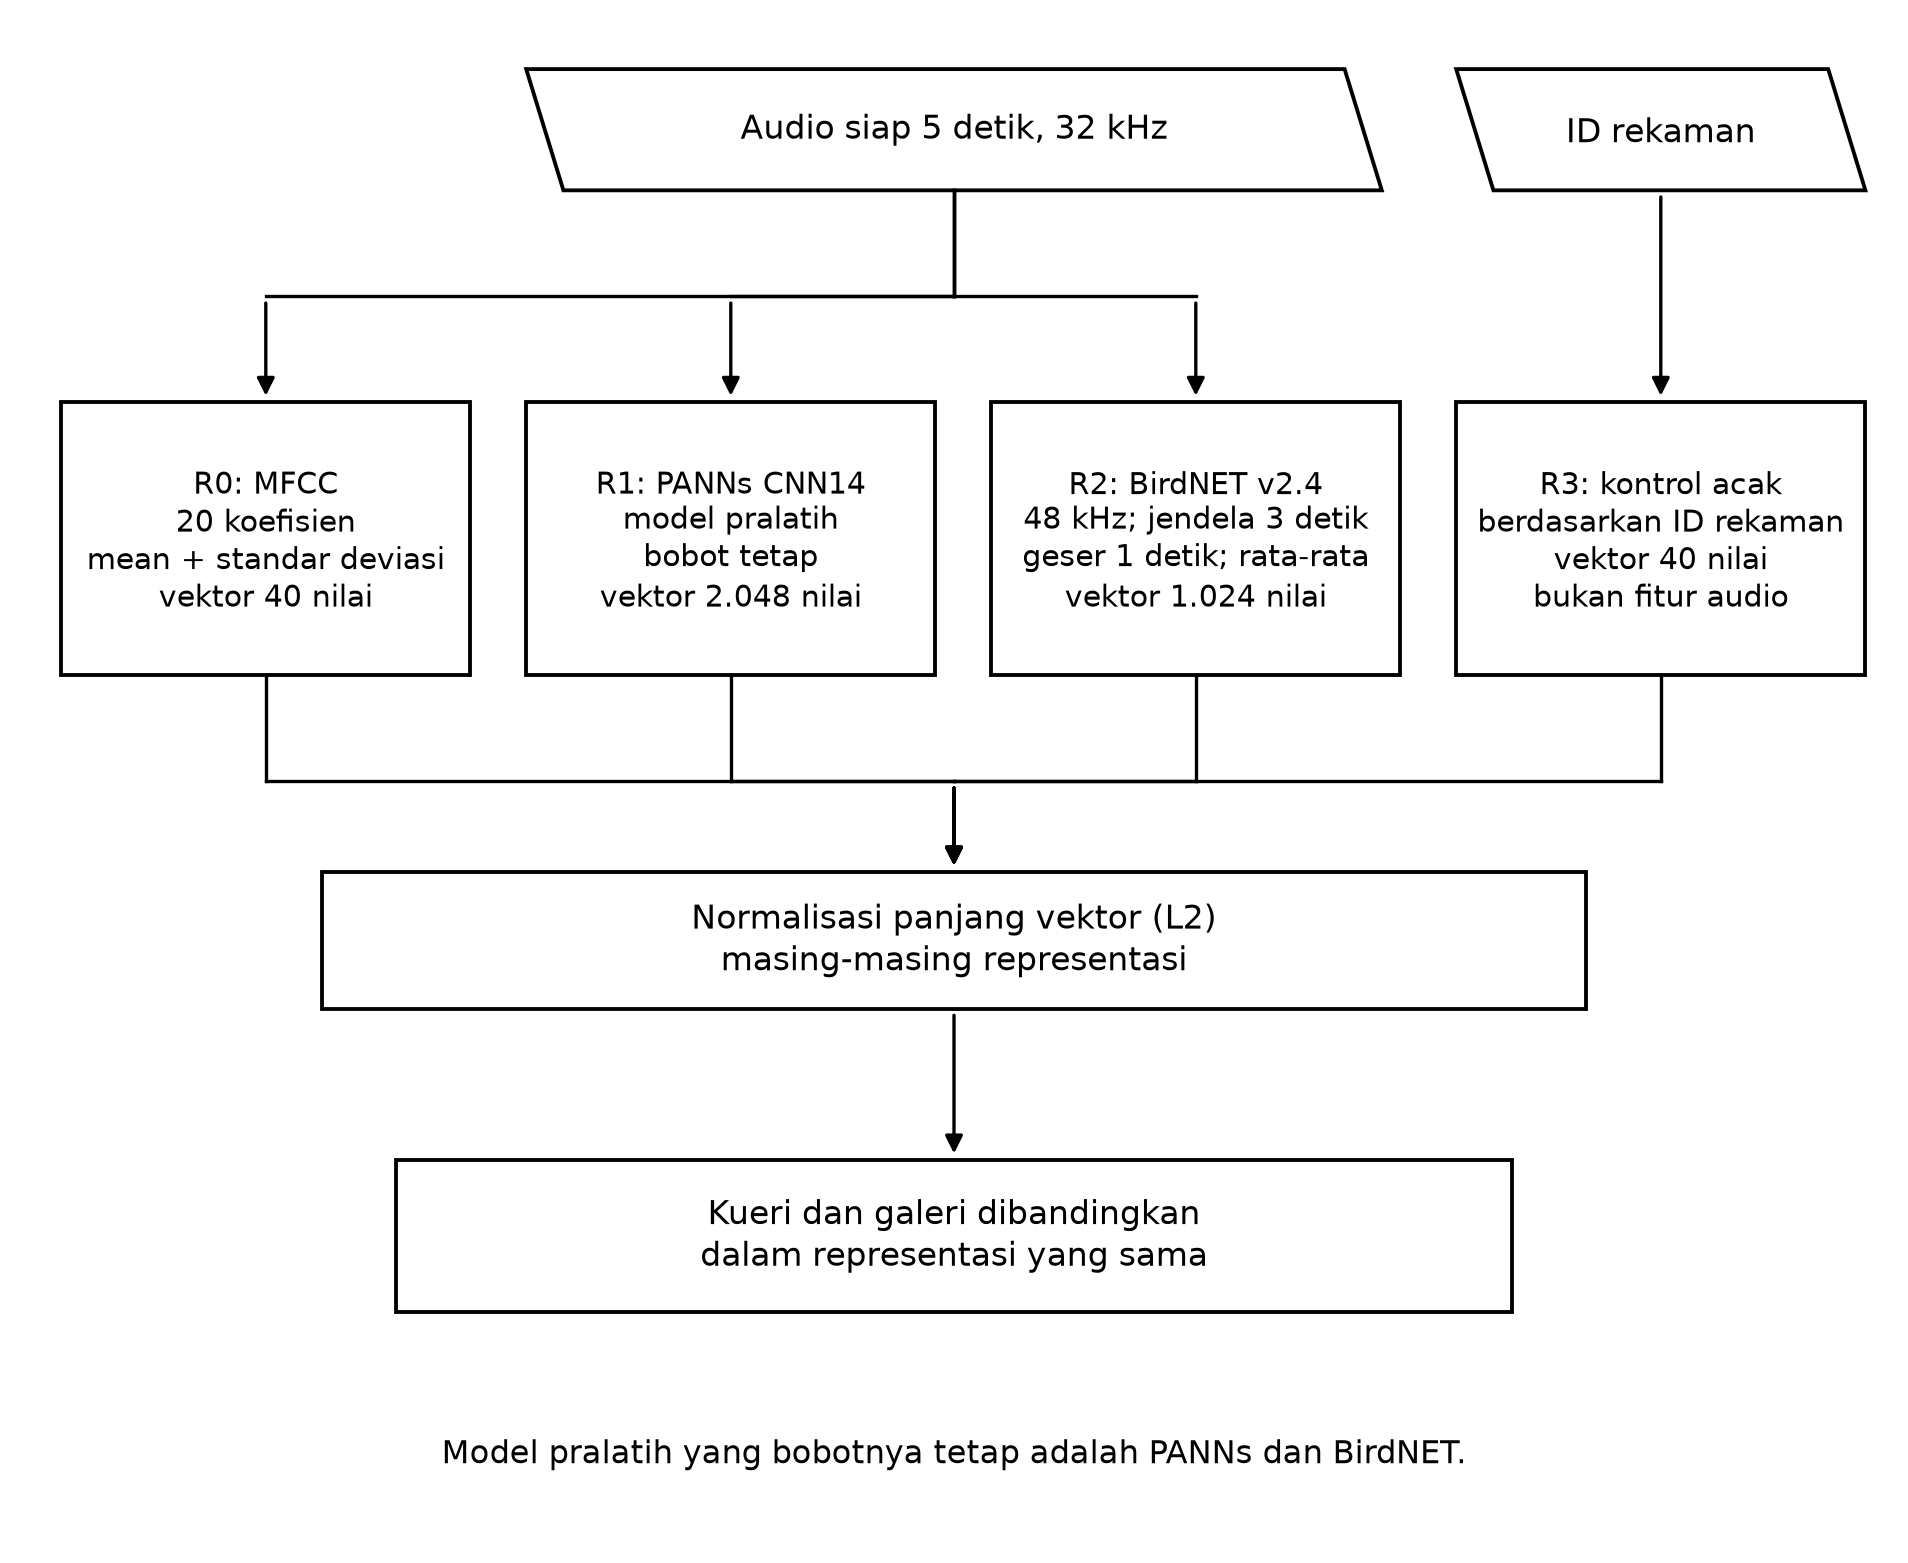 Audio siap 5 detik, 32 kHz
ID rekaman
R0: MFCC
20 koefisien
mean + standar deviasi
vektor 40 nilai
R1: PANNs CNN14
model pralatih
bobot tetap
vektor 2.048 nilai
R2: BirdNET v2.4
48 kHz; jendela 3 detik
geser 1 detik; rata-rata
vektor 1.024 nilai
R3: kontrol acak
berdasarkan ID rekaman
vektor 40 nilai
bukan fitur audio
Normalisasi panjang vektor (L2)
masing-masing representasi
Kueri dan galeri dibandingkan
dalam representasi yang sama
Model pralatih yang bobotnya tetap adalah PANNs dan BirdNET.